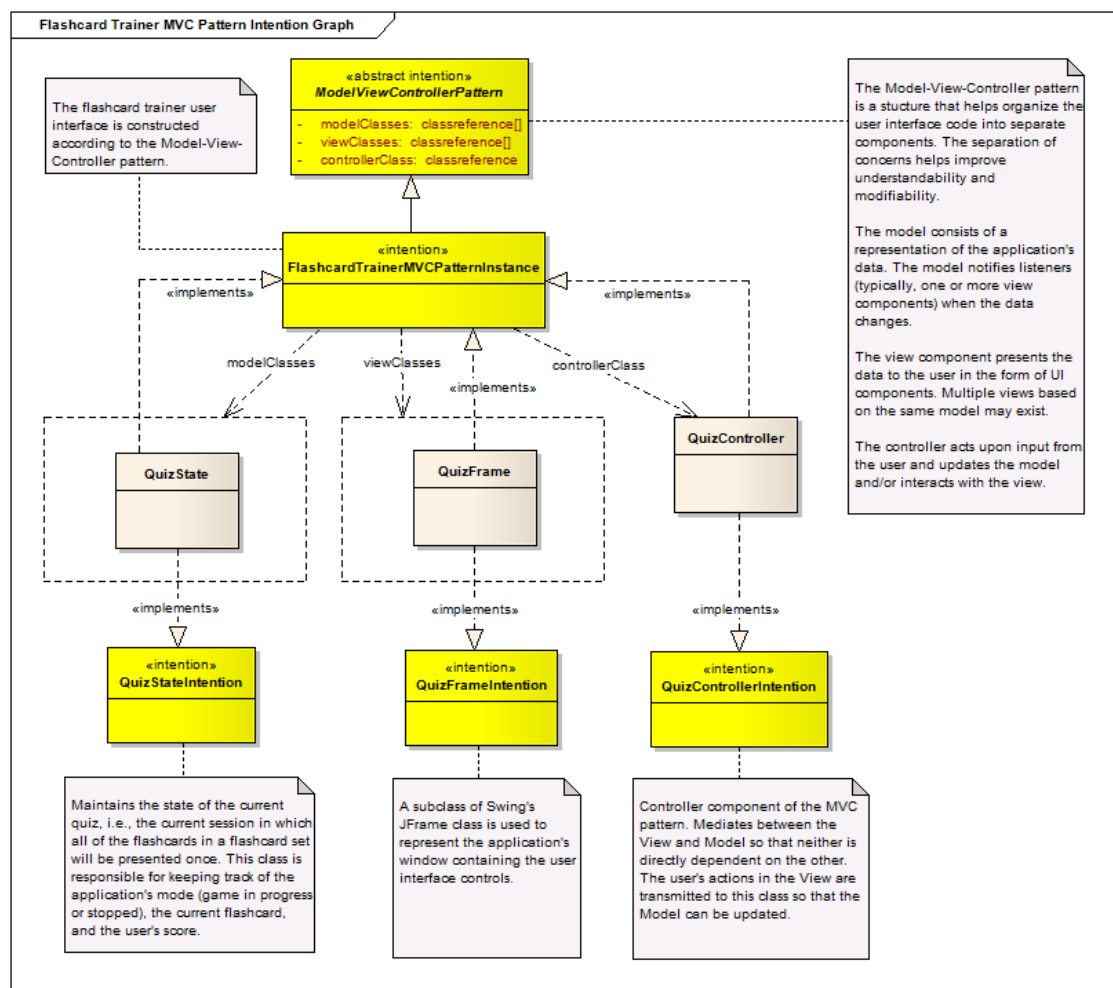 Flashcard Trainer MVC Pattern Intention Graph
The flashcard trainer user
interface is constructed
according to the Model-View-
Controller pattern.
«abstract intention»
ModelViewControllerPattern
- modelClasses: classreference[]
- viewClasses: classreference[]
- controllerClass: classreference
The Model-View-Controller pattern
is a stucture that helps organize the
user interface code into separate
components. The separation of
concerns helps improve
understandability and
modifiability.
The model consists of a
representation of the application's
data. The model notifies listeners
(typically, one or more view
components) when the data
changes.
The view component presents the
data to the user in the form of UI
components. Multiple views based
on the same model may exist.
The controller acts upon input from
the user and updates the model
and/or interacts with the view.
«intention»
FlashcardTrainerMVCPatternInstance
«implements»
«implements»
modelClasses
viewClasses
controllerClass
«implements»
QuizState
QuizFrame
QuizController
«implements»
«implements»
«implements»
«intention»
QuizStateIntention
«intention»
QuizFrameIntention
«intention»
QuizControllerIntention
Maintains the state of the current
quiz, i.e., the current session in which
all of the flashcards in a flashcard set
will be presented once. This class is
responsible for keeping track of the
application's mode (game in progress
or stopped), the current flashcard,
and the user's score.
A subclass of Swing's
JFrame class is used to
represent the application's
window containing the user
interface controls.
Controller component of the MVC
pattern. Mediates between the
View and Model so that neither is
directly dependent on the other.
The user's actions in the View are
transmitted to this class so that the
Model can be updated.